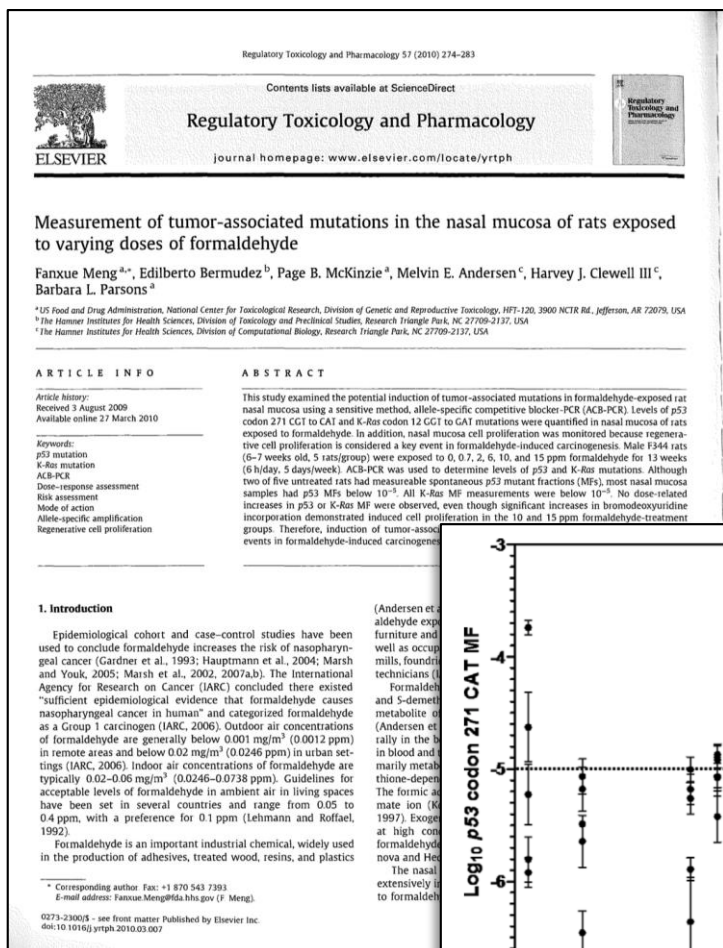 Regulatory Toxicology and Pharmacology 57 (2010) 274–283
Contents lists available at ScienceDirect
Regulatory Toxicology and Pharmacology
journal homepage: www.elsevier.com/locate/yrtph
ELSEVIER
Regulatory
Toxicology and
Pharmacology
Measurement of tumor-associated mutations in the nasal mucosa of rats exposed
to varying doses of formaldehyde
Fanxue Meng a,*, Edilberto Bermudez b, Page B. McKinzie a, Melvin E. Andersen c, Harvey J. Clewell III c,
Barbara L. Parsons a
a US Food and Drug Administration, National Center for Toxicological Research, Division of Genetic and Reproductive Toxicology, HFT-120, 3900 NCTR Rd., Jefferson, AR 72079, USA
b The Hamner Institutes for Health Sciences, Division of Toxicology and Preclinical Studies, Research Triangle Park, NC 27709-2137, USA
c The Hamner Institutes for Health Sciences, Division of Computational Biology, Research Triangle Park, NC 27709-2137, USA
ARTICLE INFO
Article history:
Received 3 August 2009
Available online 27 March 2010
Keywords:
p53 mutation
K-Ras mutation
ACB-PCR
Dose–response assessment
Risk assessment
Mode of action
Allele-specific amplification
Regenerative cell proliferation
ABSTRACT
This study examined the potential induction of tumor-associated mutations in formaldehyde-exposed rat
nasal mucosa using a sensitive method, allele-specific competitive blocker-PCR (ACB-PCR). Levels of p53
codon 271 CGT to CAT and K-Ras codon 12 GGT to GAT mutations were quantified in nasal mucosa of rats
exposed to formaldehyde. In addition, nasal mucosa cell proliferation was monitored because regenera-
tive cell proliferation is considered a key event in formaldehyde-induced carcinogenesis. Male F344 rats
(6–7 weeks old, 5 rats/group) were exposed to 0, 0.7, 2, 6, 10, and 15 ppm formaldehyde for 13 weeks
(6 h/day, 5 days/week). ACB-PCR was used to determine levels of p53 and K-Ras mutations. Although
two of five untreated rats had measureable spontaneous p53 mutant fractions (MFs), most nasal mucosa
samples had p53 MFs below 10⁻⁵. All K-Ras MF measurements were below 10⁻⁵. No dose-related
increases in p53 or K-Ras MF were observed, even though significant increases in bromodeoxyuridine
incorporation demonstrated induced cell proliferation in the 10 and 15 ppm formaldehyde-treatment
groups. Therefore, induction of tumor-associ
events in formaldehyde-induced carcinogenes
1. Introduction
Epidemiological cohort and case–control studies have been
used to conclude formaldehyde increases the risk of nasopharyn-
geal cancer (Gardner et al., 1993; Hauptmann et al., 2004; Marsh
and Youk, 2005; Marsh et al., 2002, 2007a,b). The International
Agency for Research on Cancer (IARC) concluded there existed
"sufficient epidemiological evidence that formaldehyde causes
nasopharyngeal cancer in human" and categorized formaldehyde
as a Group 1 carcinogen (IARC, 2006). Outdoor air concentrations
of formaldehyde are generally below 0.001 mg/m³ (0.0012 ppm)
in remote areas and below 0.02 mg/m³ (0.0246 ppm) in urban set-
tings (IARC, 2006). Indoor air concentrations of formaldehyde are
typically 0.02–0.06 mg/m³ (0.0246–0.0738 ppm). Guidelines for
acceptable levels of formaldehyde in ambient air in living spaces
have been set in several countries and range from 0.05 to
0.4 ppm, with a preference for 0.1 ppm (Lehmann and Roffael,
1992).
Formaldehyde is an important industrial chemical, widely used
in the production of adhesives, treated wood, resins, and plastics
* Corresponding author. Fax: +1 870 543 7393
E-mail address: Fanxue.Meng@fda.hhs.gov (F Meng).
0273-2300/$ - see front matter Published by Elsevier Inc.
doi:10.1016/j.yrtph.2010.03.007
(Andersen et a
aldehyde exp
furniture and
well as occup
mills, foundri
technicians (I
Formaldeh
and S-demeth
metabolite of
(Andersen et
rally in the b
in blood and
marily metab
thione-depen
The formic ac
mate ion (K
1997). Exoge
at high conc
formaldehyde
nova and Hec
The nasal
extensively i
to formaldeh
Log10 p53 codon 271 CAT MF
-3
-4
-5
-6